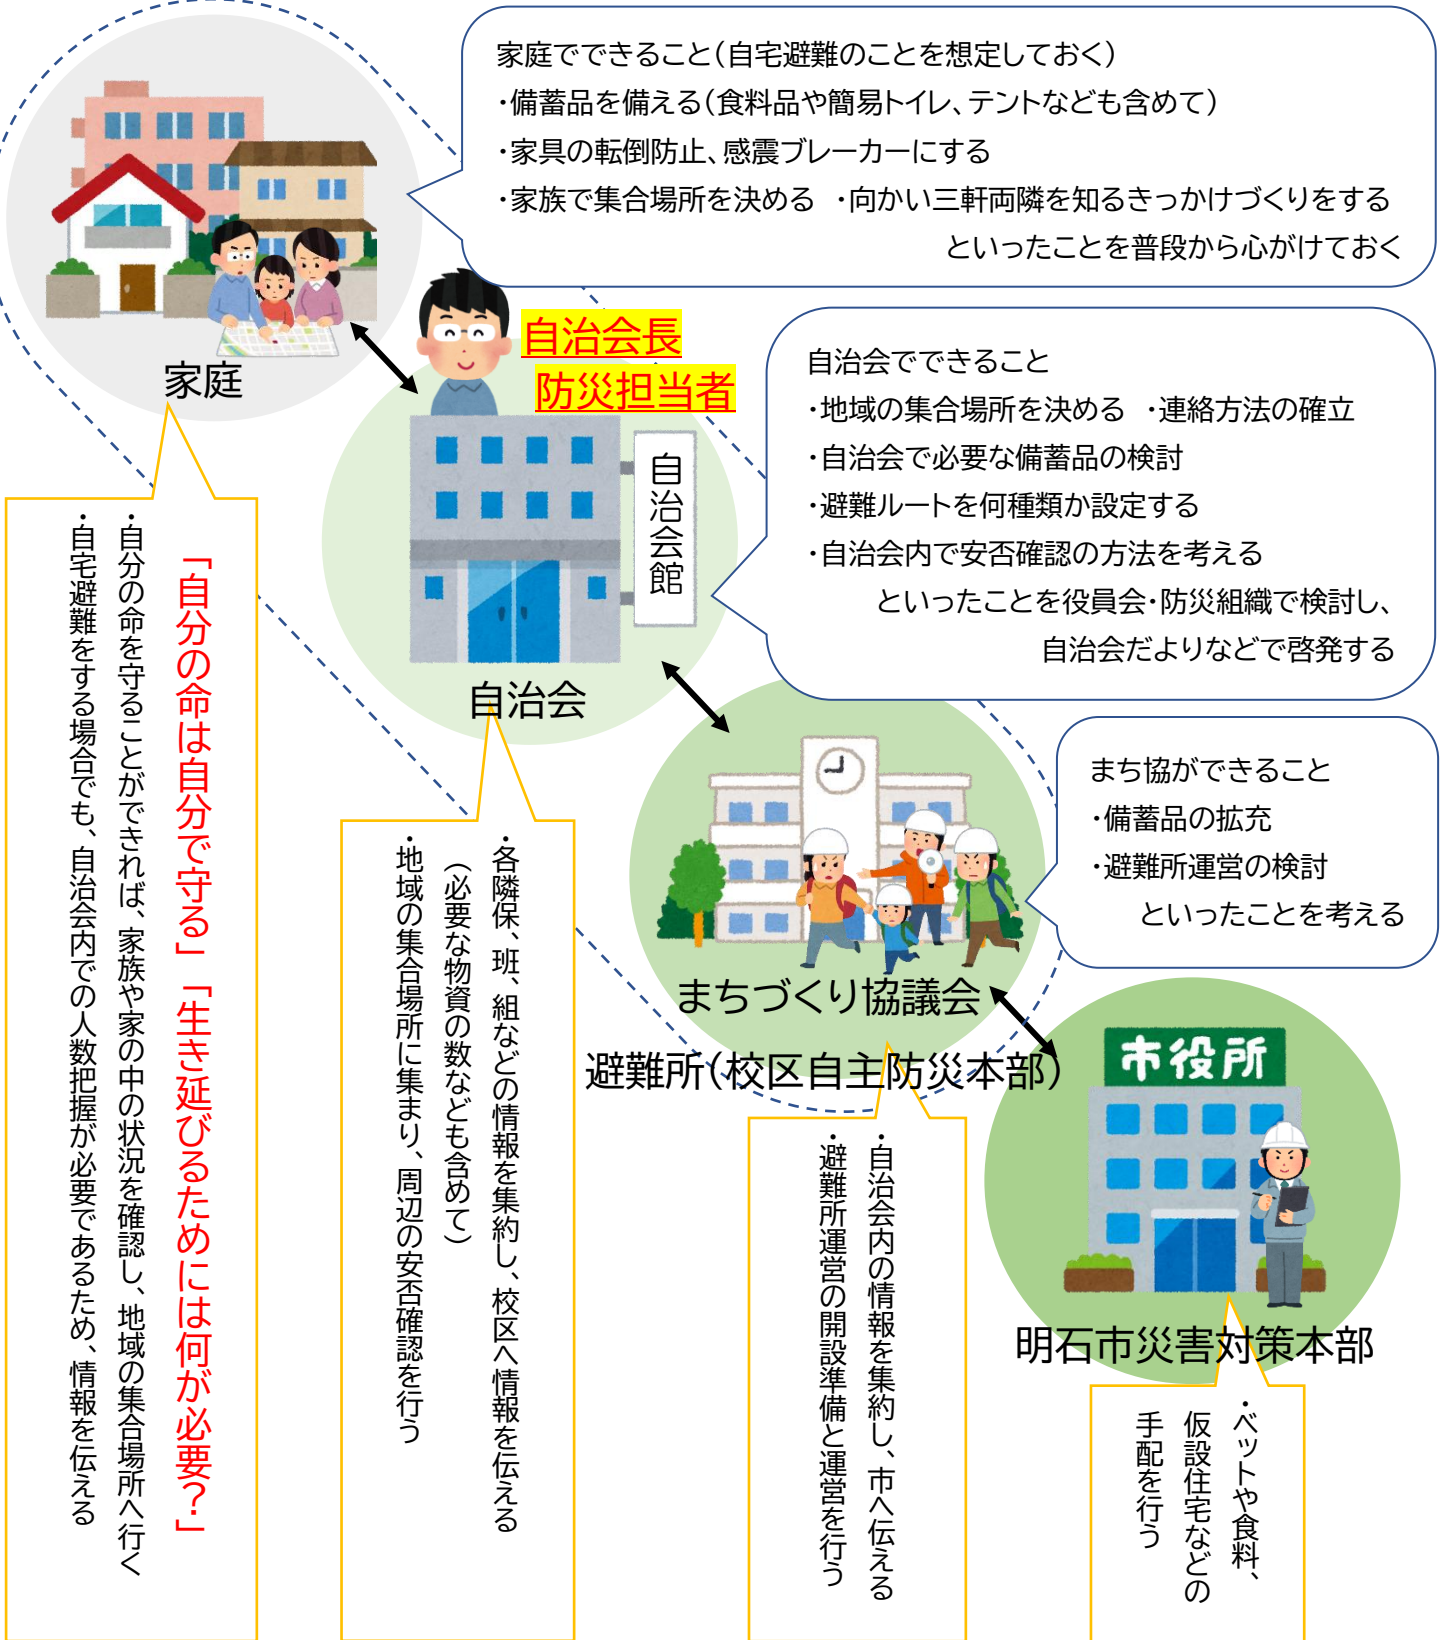 家庭でできること（自宅避難のことを想定しておく）
・備蓄品を備える（食料品や簡易トイレ、テントなども含めて）
・家具の転倒防止、感震ブレーカーにする
・家族で集合場所を決める　・向かい三軒両隣を知るきっかけづくりをする
といったことを普段から心がけておく
家庭
自治会長
防災担当者
自治会館
自治会
自治会でできること
・地域の集合場所を決める　・連絡方法の確立
・自治会で必要な備蓄品の検討
・避難ルートを何種類か設定する
・自治会内で安否確認の方法を考える
といったことを役員会・防災組織で検討し、
自治会だよりなどで啓発する
まち協ができること
・備蓄品の拡充
・避難所運営の検討
といったことを考える
まちづくり協議会
避難所（校区自主防災本部）
市役所
明石市災害対策本部
「自分の命は自分で守る」「生き延びるためには何が必要？」
・自分の命を守ることができれば、家族や家の中の状況を確認し、地域の集合場所へ行く
・自宅避難をする場合でも、自治会内での人数把握が必要であるため、情報を伝える
・各隣保、班、組などの情報を集約し、校区へ情報を伝える
（必要な物資の数なども含めて）
・地域の集合場所に集まり、周辺の安否確認を行う
・自治会内の情報を集約し、市へ伝える
・避難所運営の開設準備と運営を行う
・ベットや食料、
仮設住宅などの
手配を行う